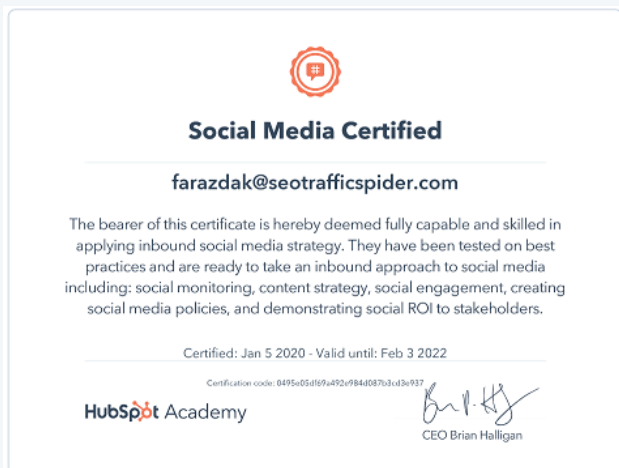 #
Social Media Certified
farazdak@seotrafficspider.com
The bearer of this certificate is hereby deemed fully capable and skilled in
applying inbound social media strategy. They have been tested on best
practices and are ready to take an inbound approach to social media
including: social monitoring, content strategy, social engagement, creating
social media policies, and demonstrating social ROI to stakeholders.
Certified: Jan 5 2020 - Valid until: Feb 3 2022
Certification code: 0495e05df69a492e984d087b3cd3e937
HubSpot Academy
CEO Brian Halligan